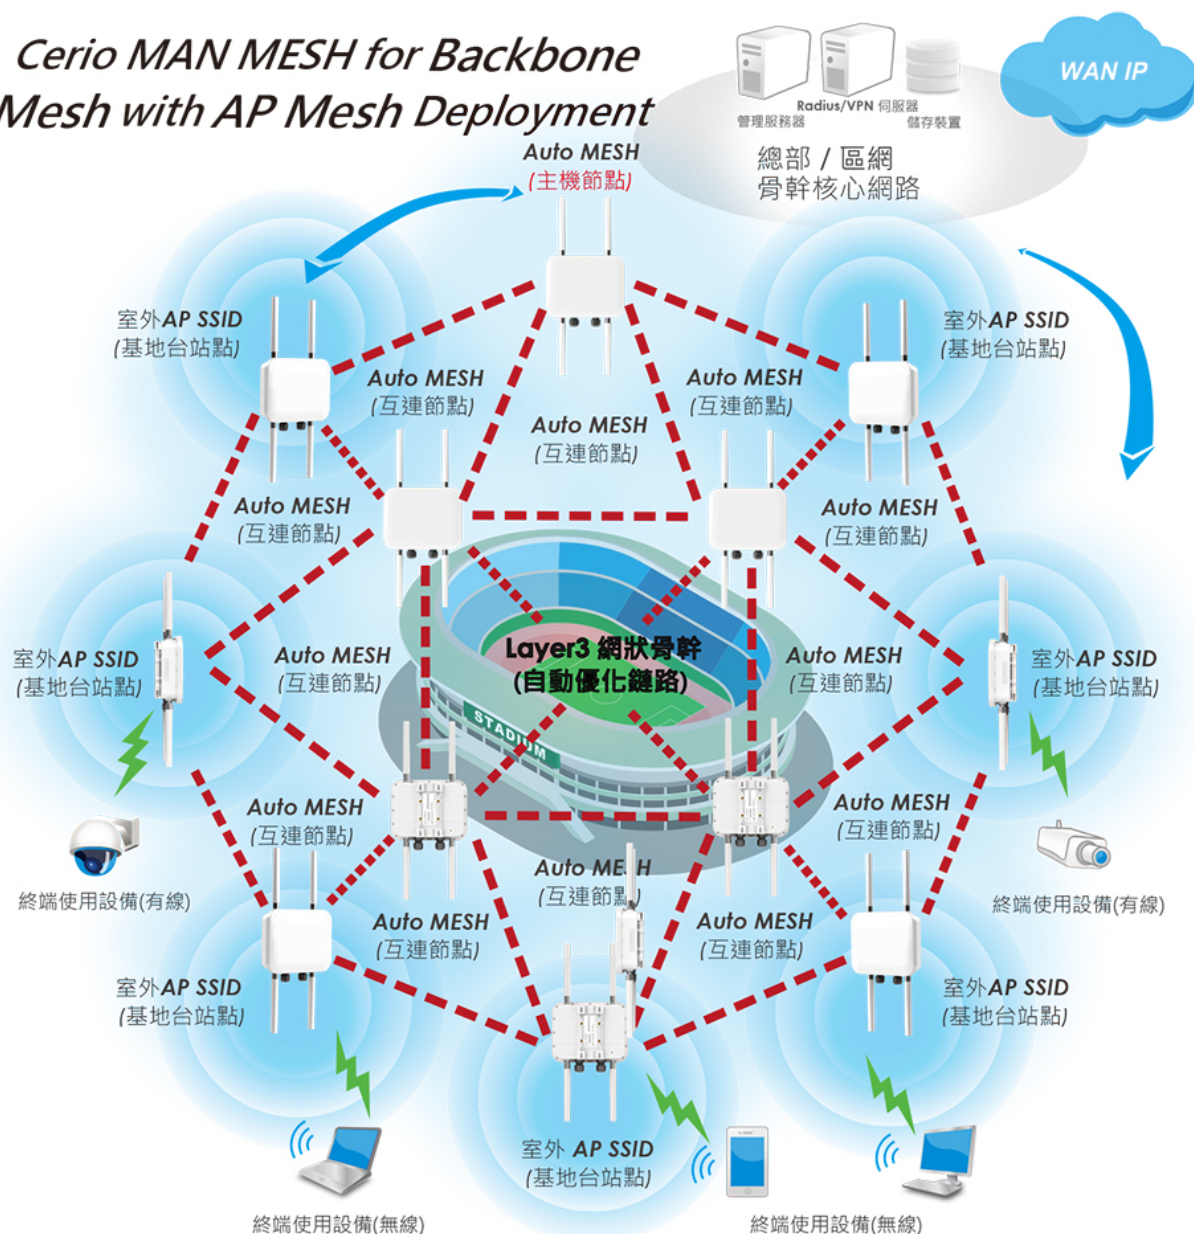 Cerio MAN MESH for Backbone
Mesh with AP Mesh Deployment
WAN IP
Radius/VPN 伺服器
管理服務器
儲存裝置
總部 / 區網
骨幹核心網路
Auto MESH
(主機節點)
室外AP SSID
(基地台站點)
室外AP SSID
(基地台站點)
Auto MESH
(互連節點)
Auto MESH
(互連節點)
Auto MESH
(互連節點)
Auto MESH
(互連節點)
Auto MESH
(互連節點)
Layer3 網狀骨幹
(自動優化鏈路)
室外AP SSID
(基地台站點)
Auto MESH
(互連節點)
Auto MESH
(互連節點)
室外AP SSID
(基地台站點)
STADIUM
Auto MESH
(互連節點)
Auto MESH
(互連節點)
Auto MESH
(互連節點)
終端使用設備(有線)
終端使用設備(有線)
Auto MESH
(互連節點)
Auto MESH
(互連節點)
室外AP SSID
(基地台站點)
室外AP SSID
(基地台站點)
室外 AP SSID
(基地台站點)
終端使用設備(無線)
終端使用設備(無線)